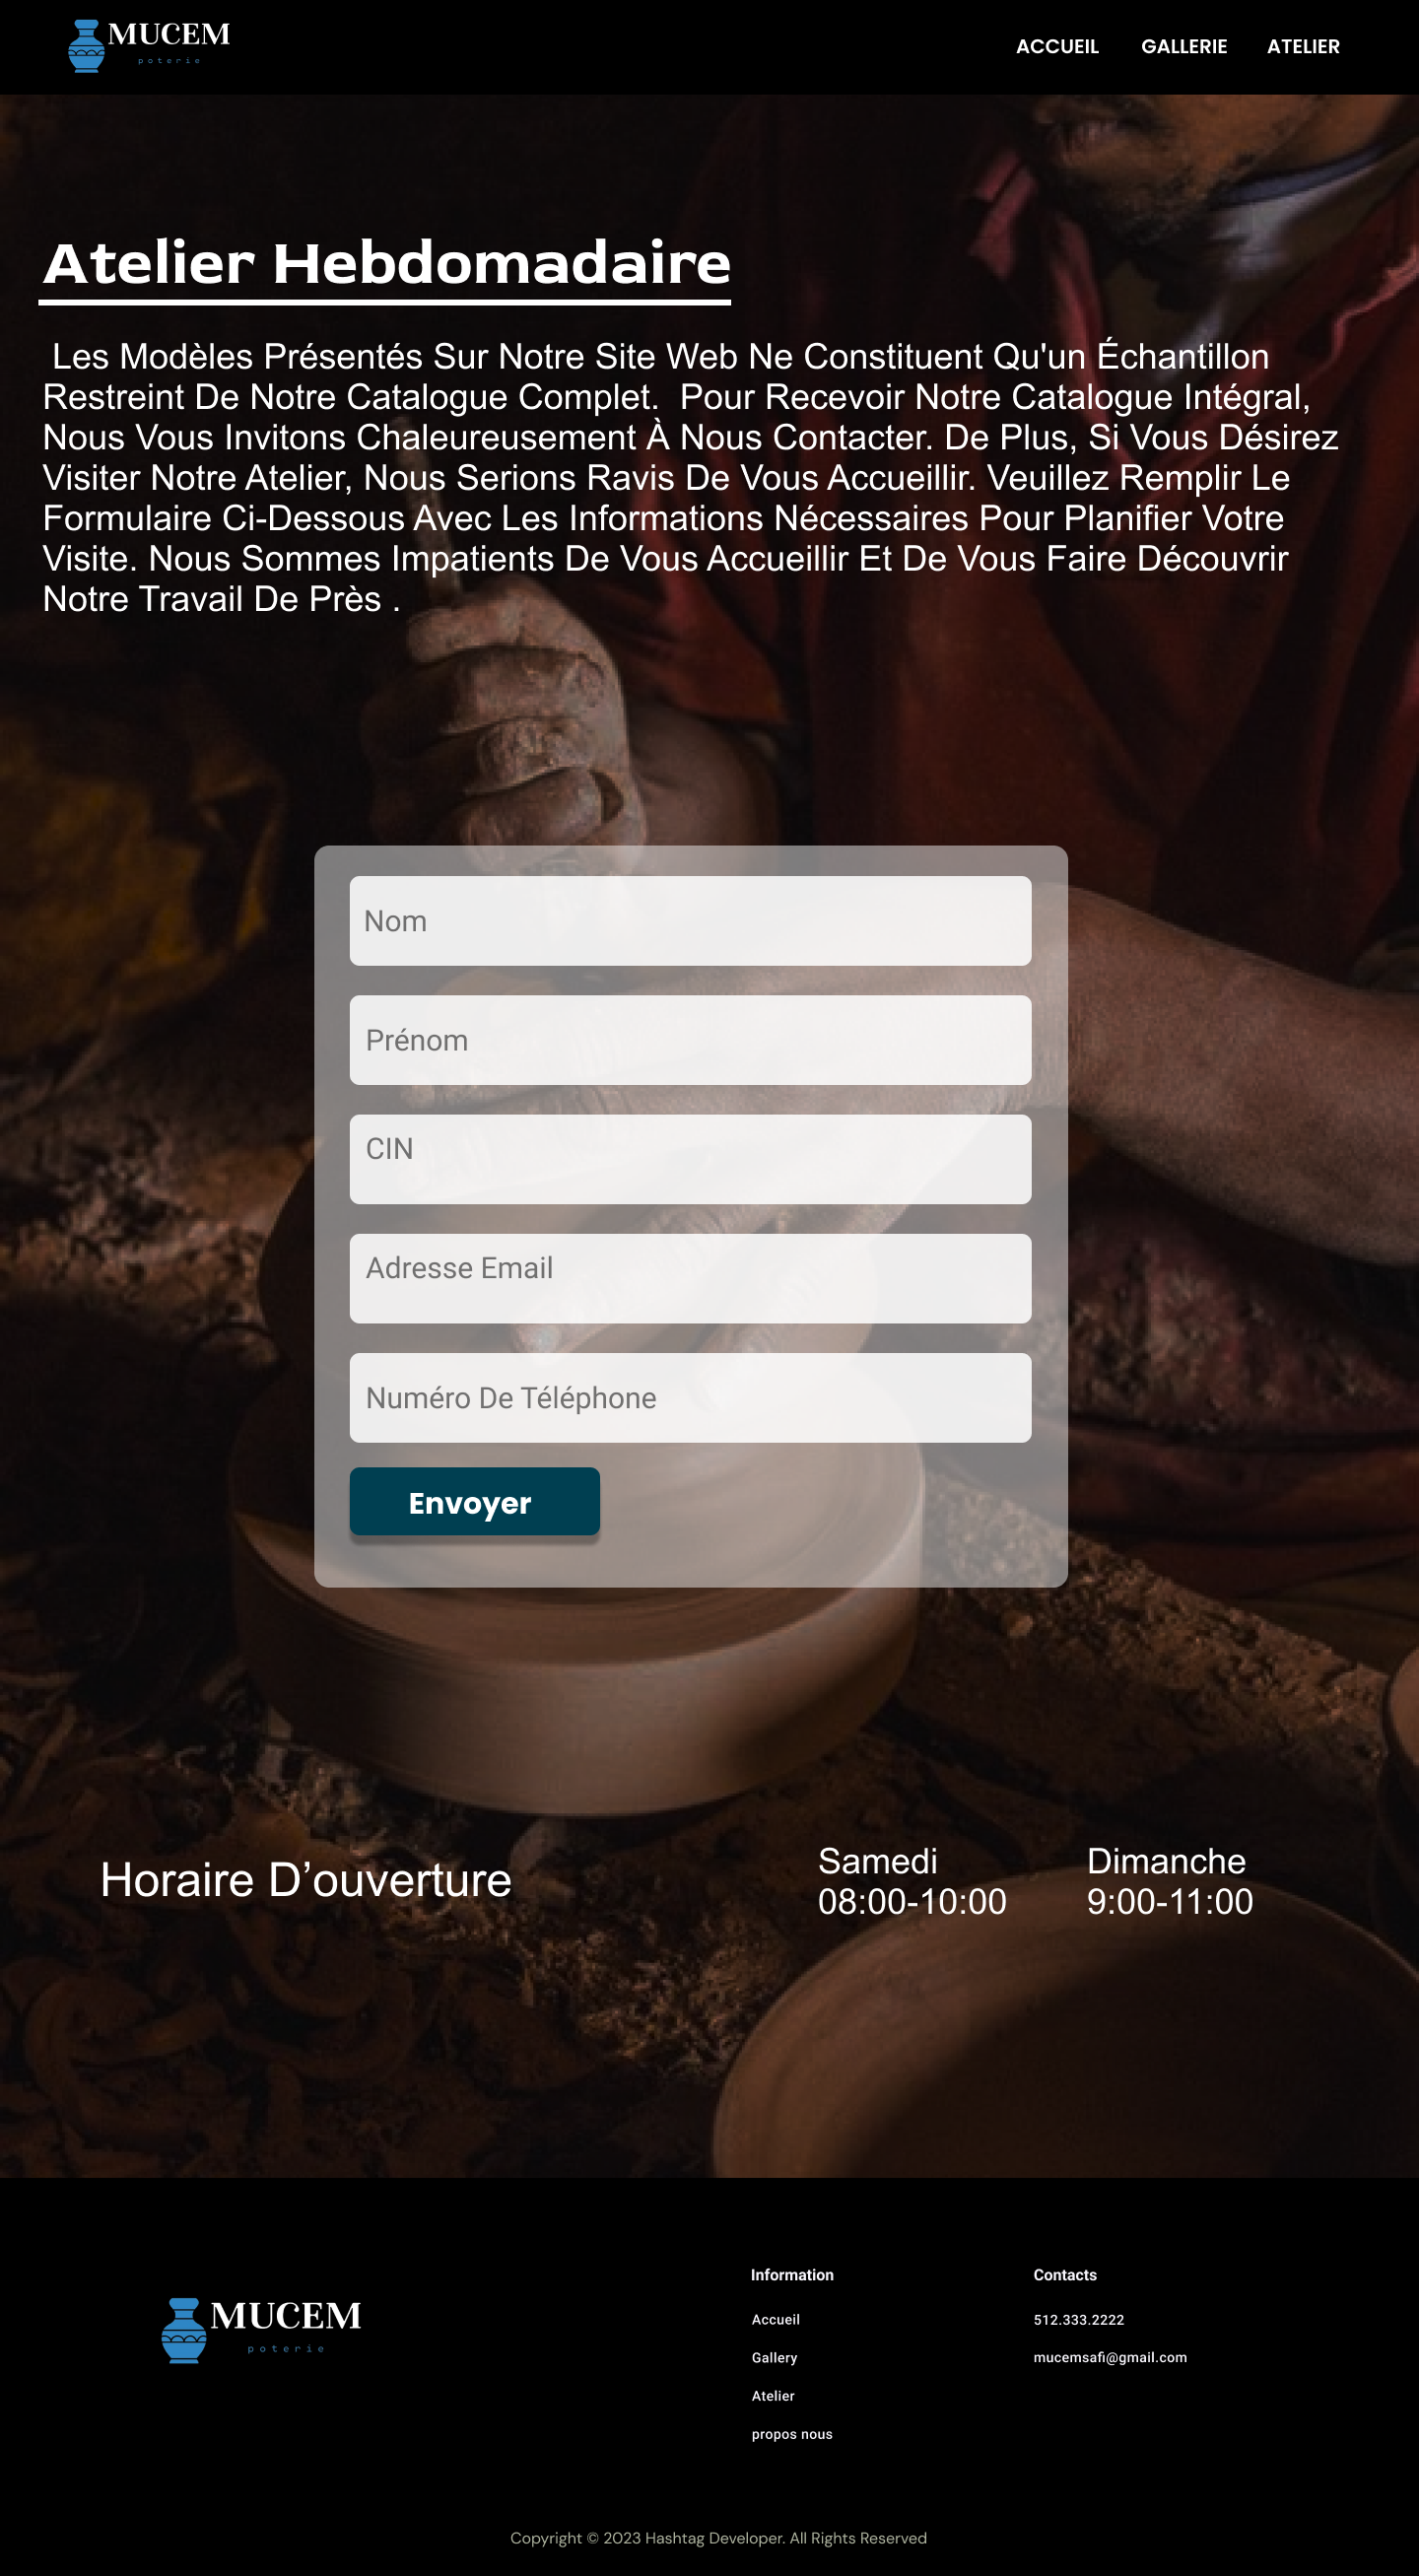 MUCEM
poterie
ACCUEIL GALLERIE ATELIER
Atelier Hebdomadaire
Les Modèles Présentés Sur Notre Site Web Ne Constituent Qu'un Échantillon
Restreint De Notre Catalogue Complet. Pour Recevoir Notre Catalogue Intégral,
Nous Vous Invitons Chaleureusement À Nous Contacter. De Plus, Si Vous Désirez
Visiter Notre Atelier, Nous Serions Ravis De Vous Accueillir. Veuillez Remplir Le
Formulaire Ci-Dessous Avec Les Informations Nécessaires Pour Planifier Votre
Visite. Nous Sommes Impatients De Vous Accueillir Et De Vous Faire Découvrir
Notre Travail De Près .
Nom
Prénom
CIN
Adresse Email
Numéro De Téléphone
Envoyer
Horaire D’ouverture
Samedi
08:00-10:00
Dimanche
9:00-11:00
MUCEM
poterie
Information
Accueil
Gallery
Atelier
propos nous
Contacts
512.333.2222
mucemsafi@gmail.com
Copyright © 2023 Hashtag Developer. All Rights Reserved